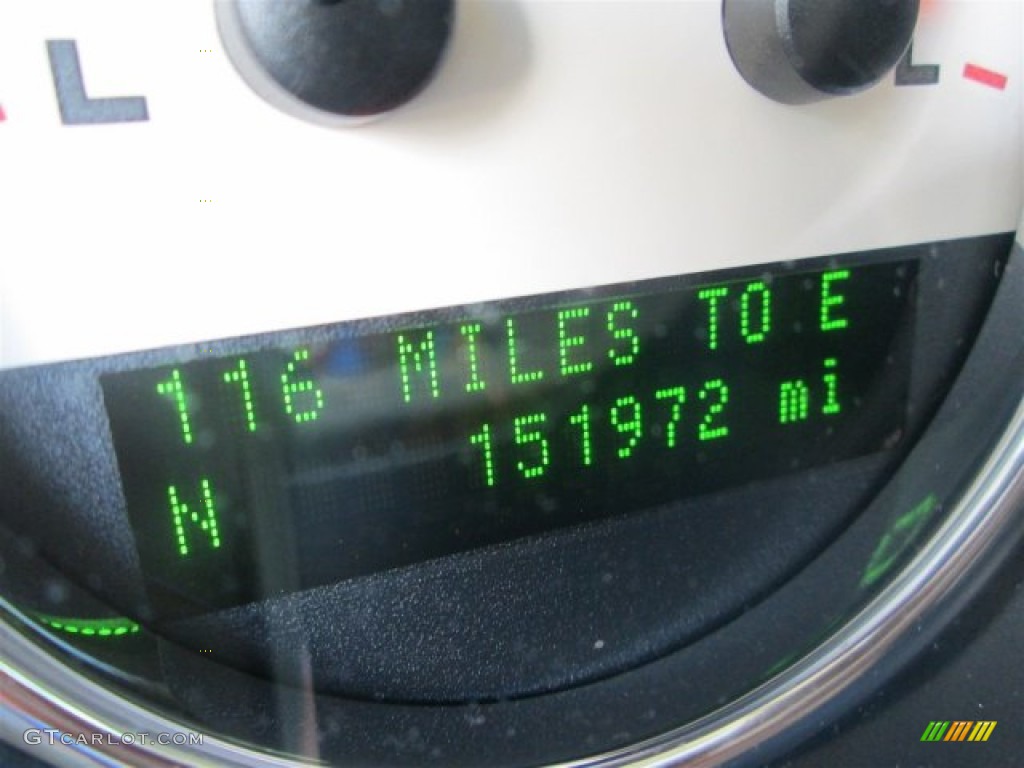 L
L
116 MILES TO E
151972 mi
N
GTCARLOT.COM